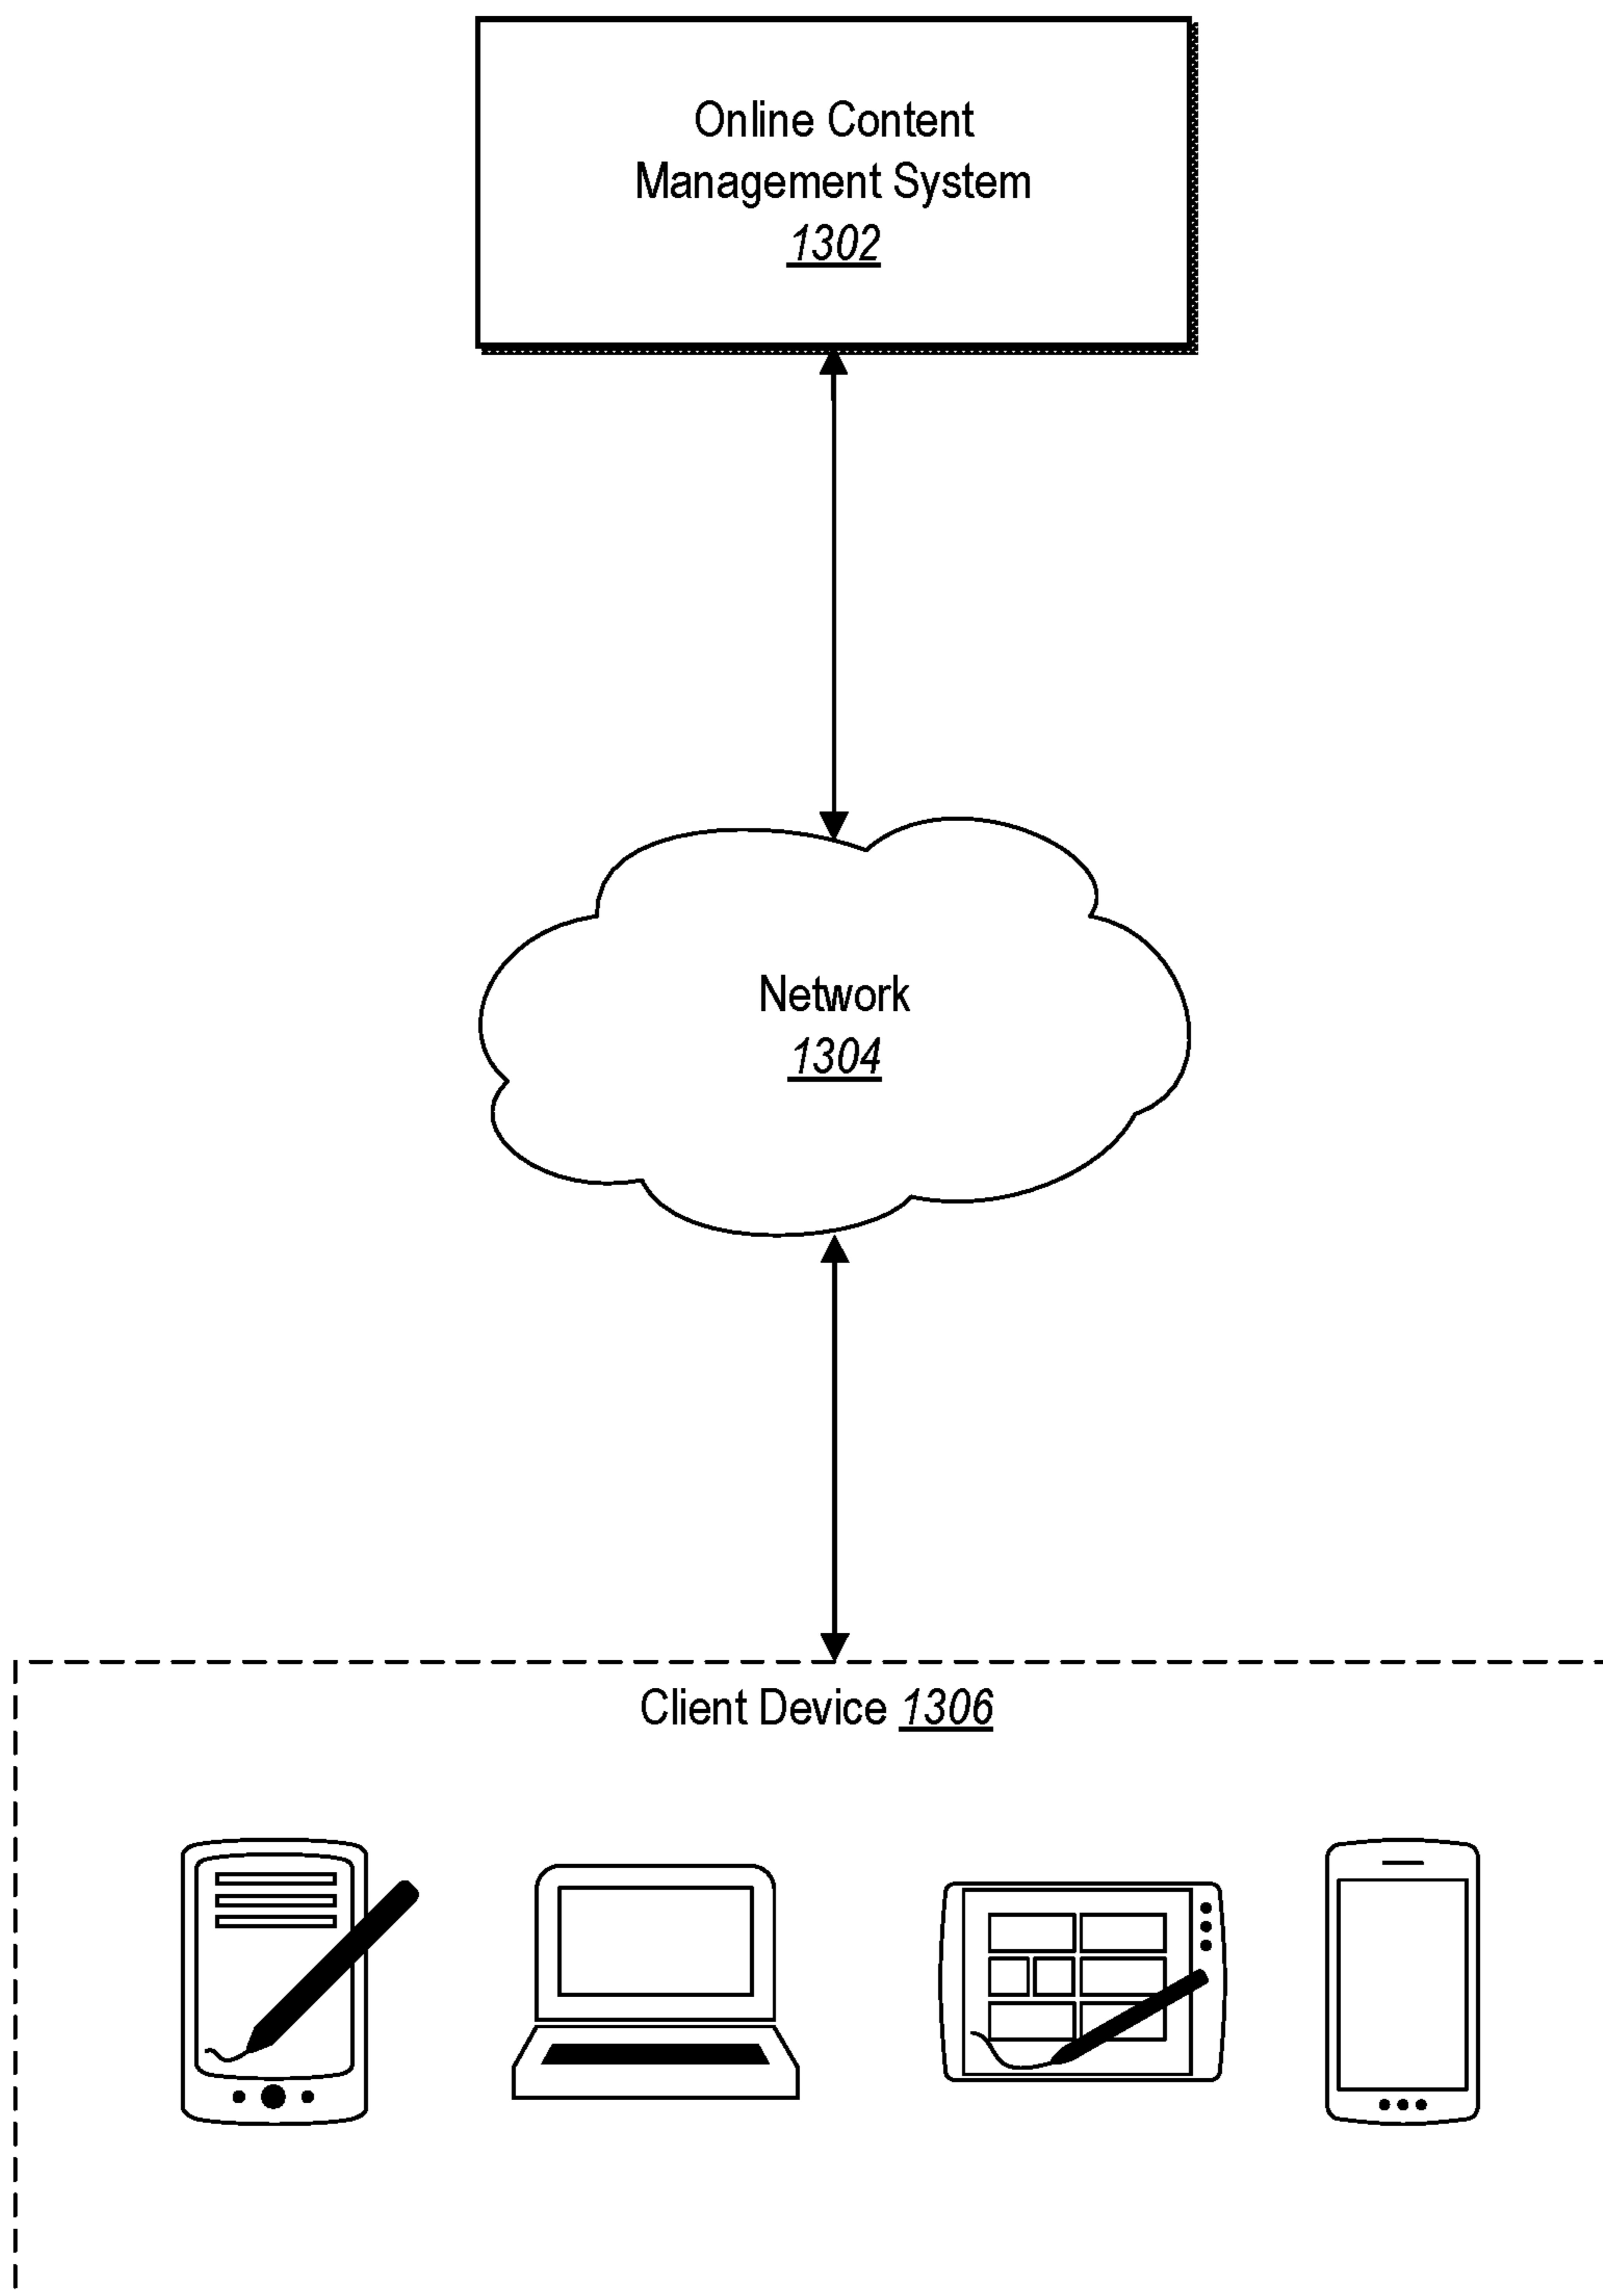 Online Content
Management System
1302
Network
1304
Client Device 1306